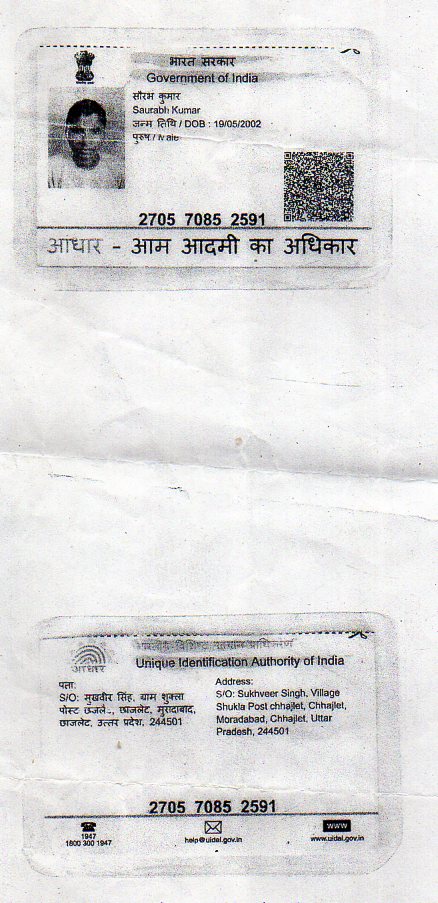 भारत सरकार
Government of India
सौरभ कुमार
Saurabh Kumar
जन्म तिथि / DOB : 19/05/2002
पुरुष / Male
2705 7085 2591
आधार - आम आदमी का अधिकार
विशिष्ट पहचान प्राधिकरण
आधार
Unique Identification Authority of India
पता:
S/O: मुखवीर सिंह, ग्राम शुक्ला
पोस्ट छाजलेट, मुरादाबाद,
छाजलेट, उत्तर प्रदेश, 244501
Address:
S/O: Sukhveer Singh, Village
Shukla Post chhajlet, Chhajlet,
Moradabad, Chhajlet, Uttar
Pradesh, 244501
2705 7085 2591
1947
1800 300 1947
help@uidai.gov.in
WWW
www.uidai.gov.in